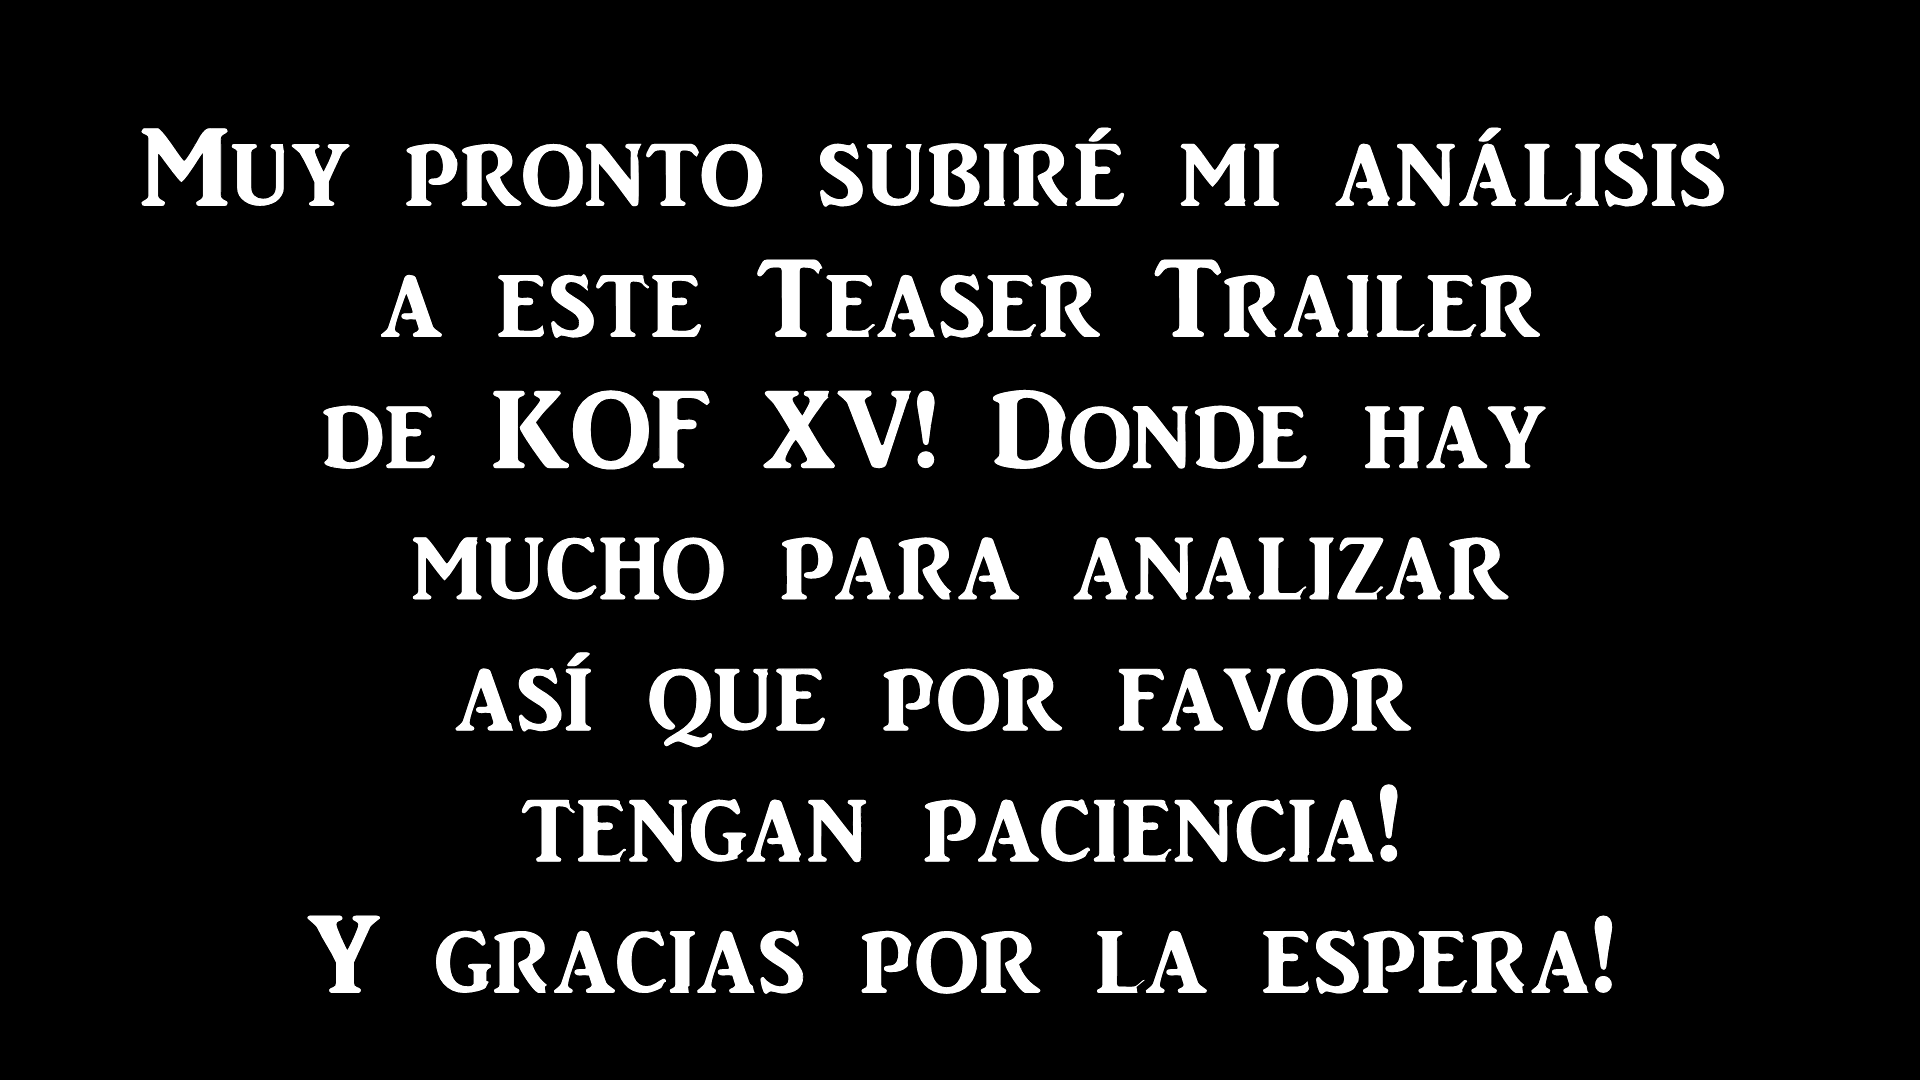 Muy pronto subiré mi análisis
a este Teaser Trailer
de KOF XV! Donde hay
mucho para analizar
así que por favor
tengan paciencia!
Y gracias por la espera!